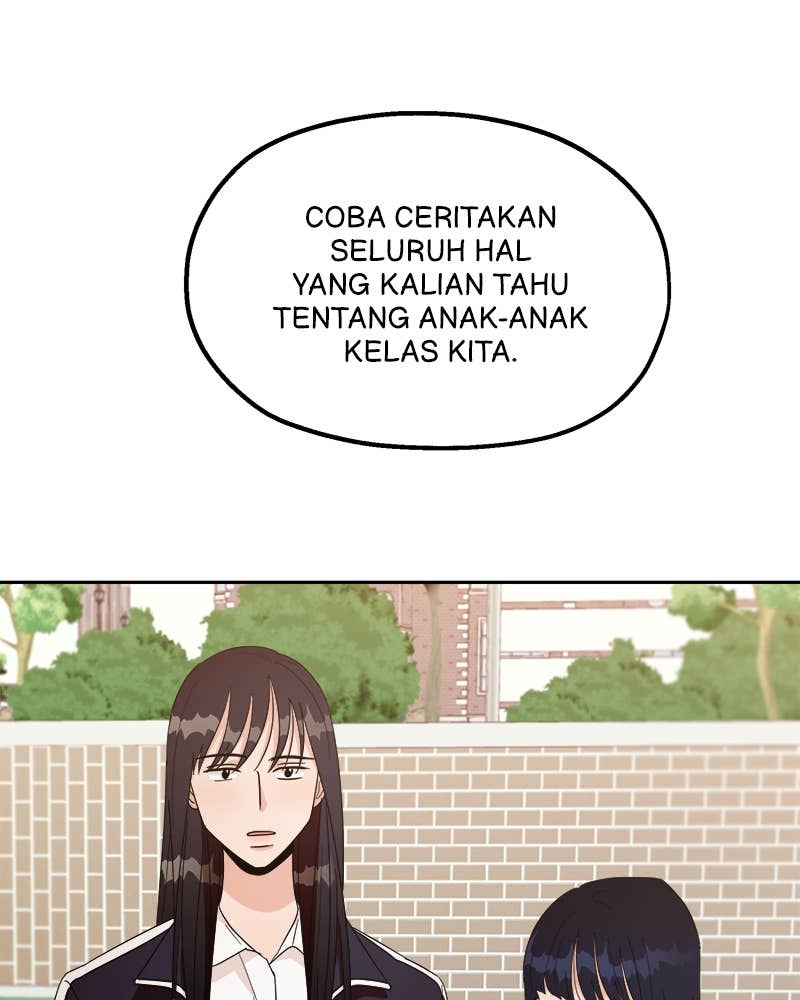 COBA CERITAKAN
SELURUH HAL
YANG KALIAN TAHU
TENTANG ANAK-ANAK
KELAS KITA.